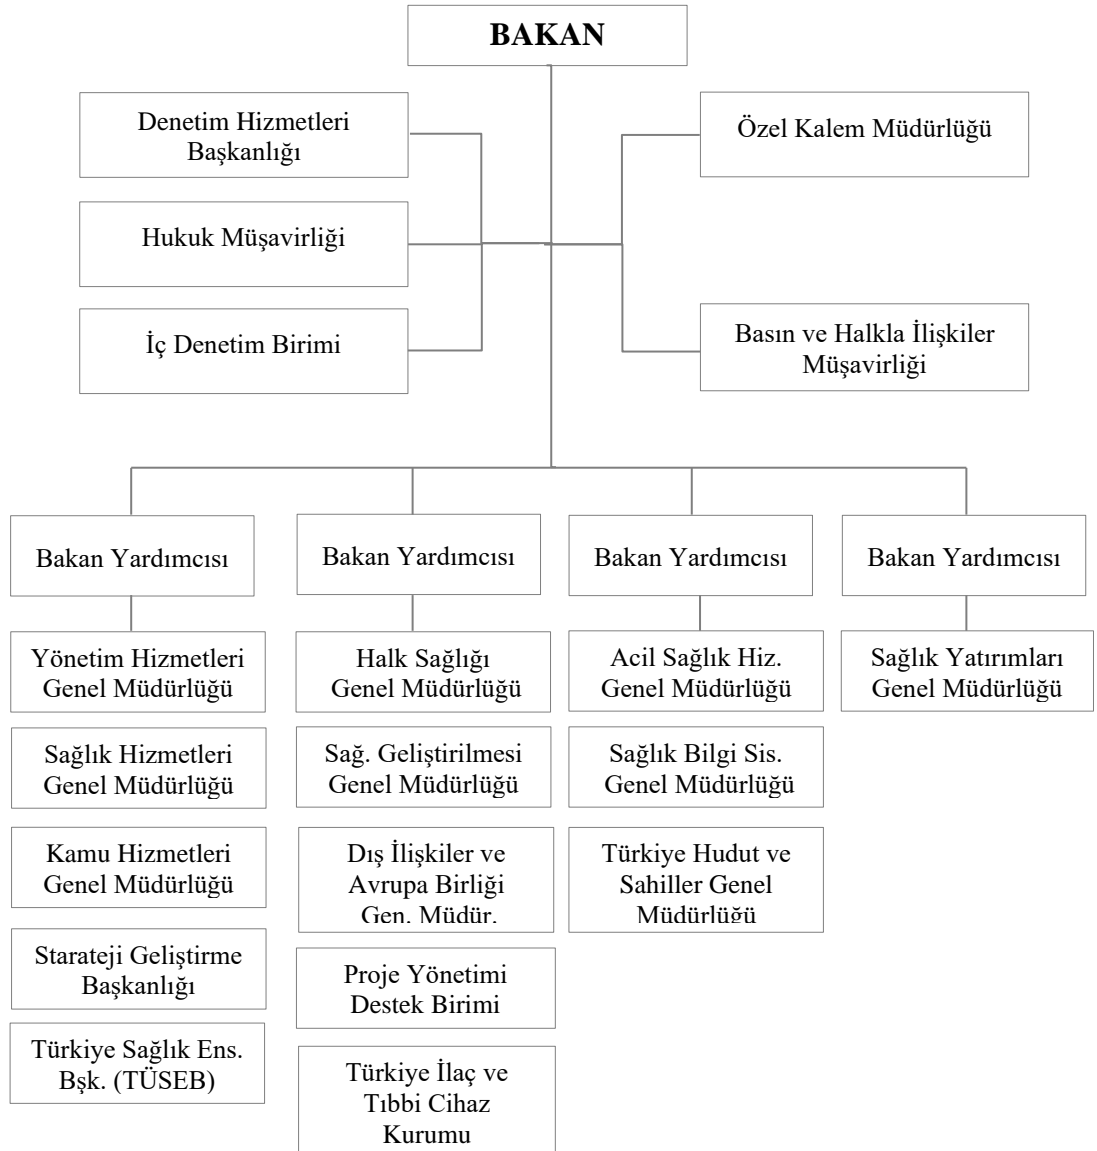 BAKAN
Denetim Hizmetleri
Başkanlığı
Özel Kalem Müdürlüğü
Hukuk Müşavirliği
İç Denetim Birimi
Basın ve Halkla İlişkiler
Müşavirliği
Bakan Yardımcısı
Bakan Yardımcısı
Bakan Yardımcısı
Bakan Yardımcısı
Yönetim Hizmetleri
Genel Müdürlüğü
Halk Sağlığı
Genel Müdürlüğü
Acil Sağlık Hiz.
Genel Müdürlüğü
Sağlık Yatırımları
Genel Müdürlüğü
Sağlık Hizmetleri
Genel Müdürlüğü
Sağ. Geliştirilmesi
Genel Müdürlüğü
Sağlık Bilgi Sis.
Genel Müdürlüğü
Kamu Hizmetleri
Genel Müdürlüğü
Dış İlişkiler ve
Avrupa Birliği
Gen. Müdür.
Türkiye Hudut ve
Sahiller Genel
Müdürlüğü
Starateji Geliştirme
Başkanlığı
Proje Yönetimi
Destek Birimi
Türkiye Sağlık Ens.
Bşk. (TÜSEB)
Türkiye İlaç ve
Tıbbi Cihaz
Kurumu